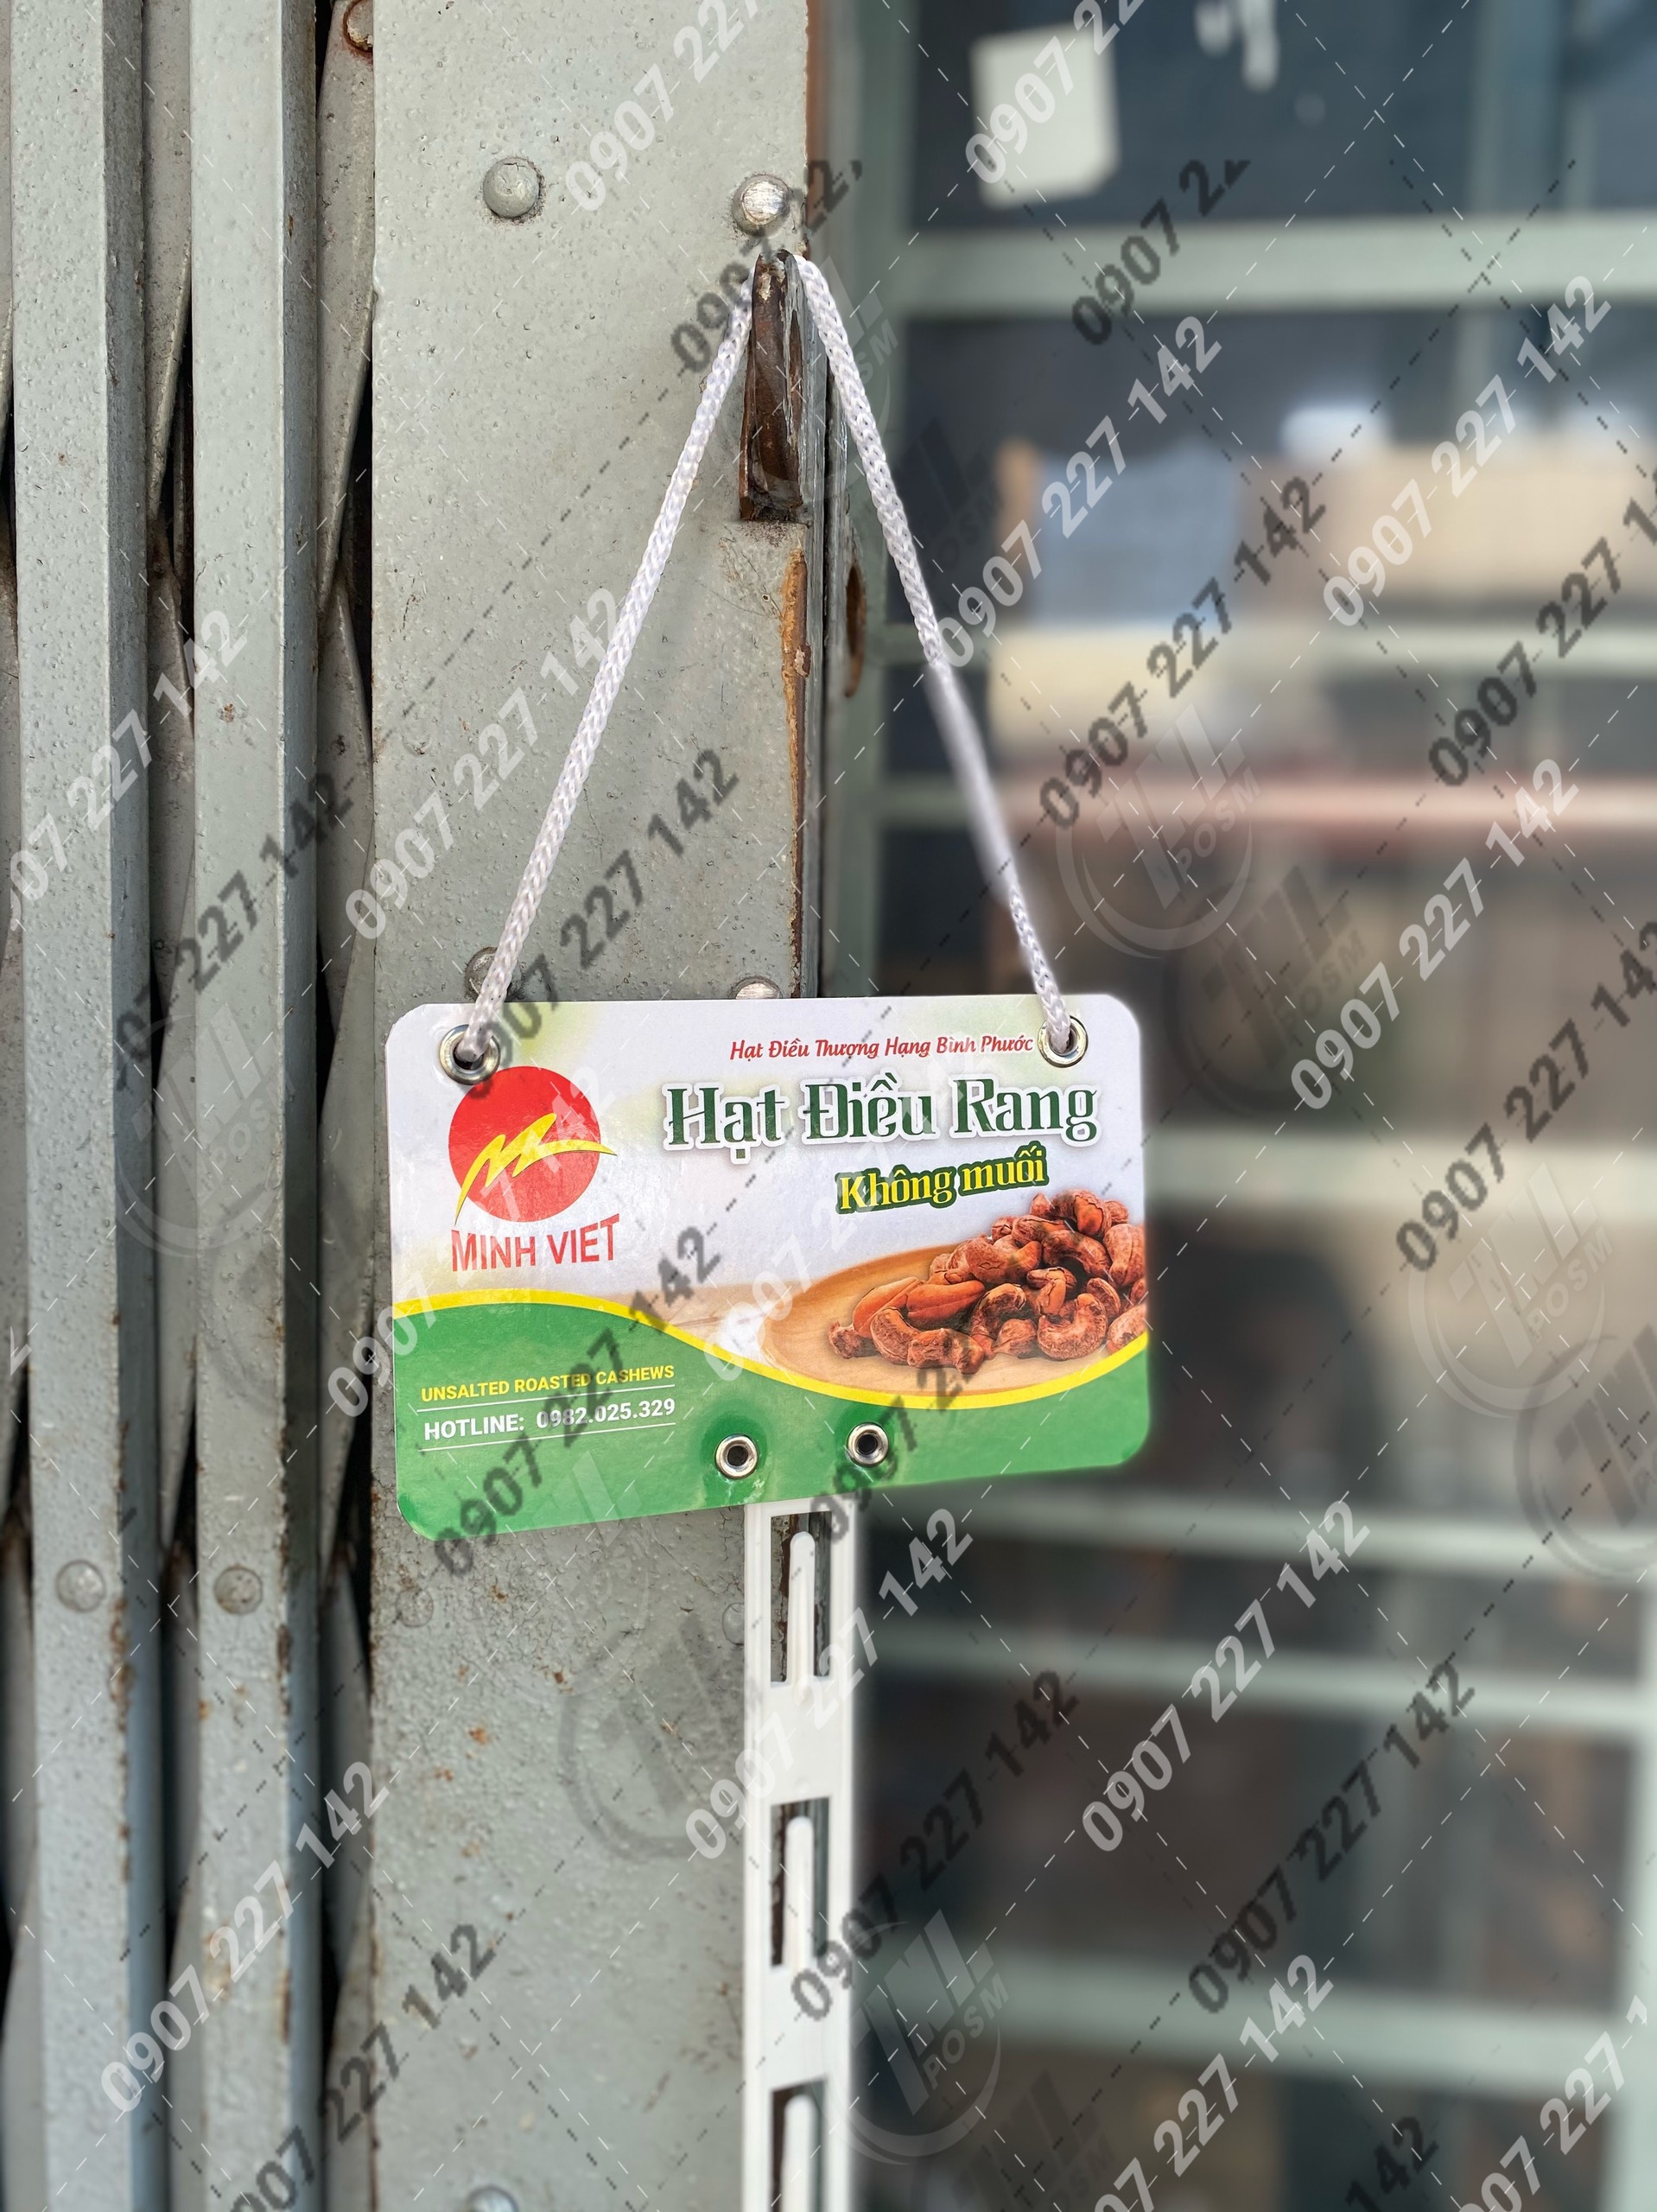 Hạt Điều Thượng Hạng Bình Phước
Hạt Điều Rang
Không muối
MINH VIET
UNSALTED ROASTED CASHEWS
HOTLINE: 0982.025.329
0907 227 142
POSM